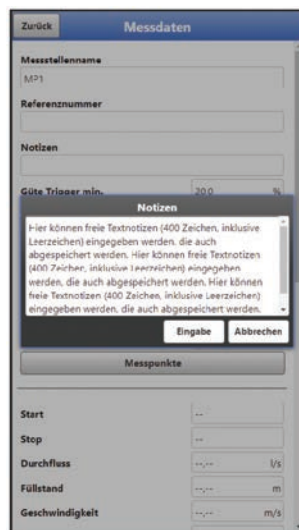 Zurück
Messdaten
Messstellenname
MP3
Referenznummer
Notizen
Güte Trigger min. 20.0 %
Notizen
Hier können freie Textnotizen (400 Zeichen, inklusive
Leerzeichen) eingegeben werden, die auch
abgespeichert werden. Hier können freie Textnotizen
(400 Zeichen, inklusive Leerzeichen) eingegeben
werden, die auch abgespeichert werden. Hier können
freie Textnotizen (400 Zeichen, inklusive Leerzeichen)
eingegeben werden, die auch abgespeichert werden.
Eingabe Abbrechen
Messpunkte
Start --
Stop --
Durchfluss --,-- l/s
Füllstand --,-- m
Geschwindigkeit --,-- m/s